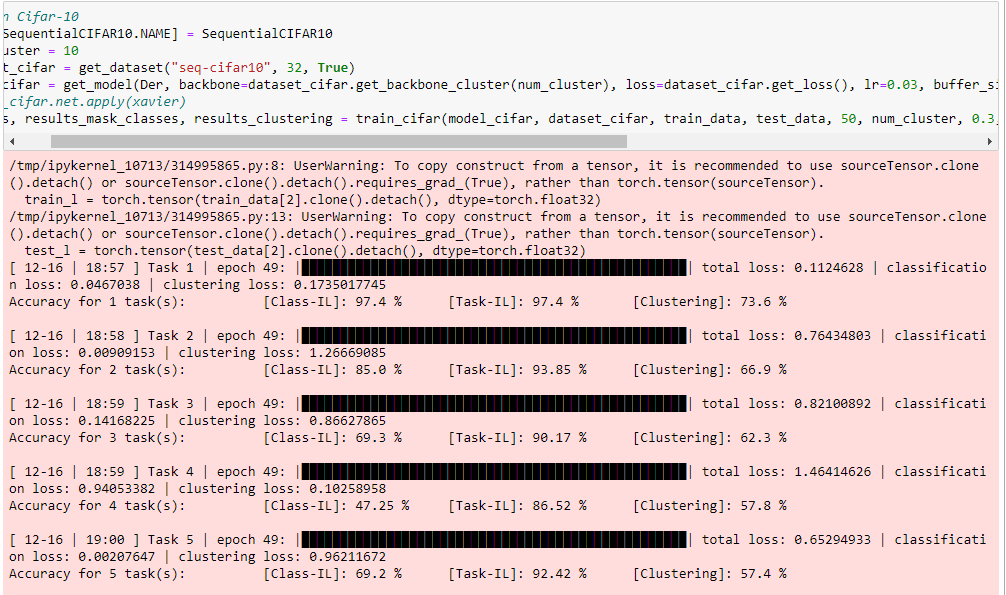 n Cifar-10
SequentialCIFAR10.NAME] = SequentialCIFAR10
uster = 10
t_cifar = get_dataset("seq-cifar10", 32, True)
cifar = get_model(Der, backbone=dataset_cifar.get_backbone_cluster(num_cluster), loss=dataset_cifar.get_loss(), lr=0.03, buffer_si
_cifar.net.apply(xavier)
s, results_mask_classes, results_clustering = train_cifar(model_cifar, dataset_cifar, train_data, test_data, 50, num_cluster, 0.3,
/tmp/ipykernel_10713/314995865.py:8: UserWarning: To copy construct from a tensor, it is recommended to use sourceTensor.clone
().detach() or sourceTensor.clone().detach().requires_grad_(True), rather than torch.tensor(sourceTensor).
train_l = torch.tensor(train_data[2].clone().detach(), dtype=torch.float32)
/tmp/ipykernel_10713/314995865.py:13: UserWarning: To copy construct from a tensor, it is recommended to use sourceTensor.clone
().detach() or sourceTensor.clone().detach().requires_grad_(True), rather than torch.tensor(sourceTensor).
test_l = torch.tensor(test_data[2].clone().detach(), dtype=torch.float32)
[ 12-16 | 18:57 ] Task 1 | epoch 49: | | total loss: 0.1124628 | classificatio
n loss: 0.0467038 | clustering loss: 0.1735017745
Accuracy for 1 task(s): [Class-IL]: 97.4 % [Task-IL]: 97.4 % [Clustering]: 73.6 %
[ 12-16 | 18:58 ] Task 2 | epoch 49: | | total loss: 0.76434803 | classificati
on loss: 0.00909153 | clustering loss: 1.26669085
Accuracy for 2 task(s): [Class-IL]: 85.0 % [Task-IL]: 93.85 % [Clustering]: 66.9 %
[ 12-16 | 18:59 ] Task 3 | epoch 49: | | total loss: 0.82100892 | classificati
on loss: 0.14168225 | clustering loss: 0.86627865
Accuracy for 3 task(s): [Class-IL]: 69.3 % [Task-IL]: 90.17 % [Clustering]: 62.3 %
[ 12-16 | 18:59 ] Task 4 | epoch 49: | | total loss: 1.46414626 | classificati
on loss: 0.94053382 | clustering loss: 0.10258958
Accuracy for 4 task(s): [Class-IL]: 47.25 % [Task-IL]: 86.52 % [Clustering]: 57.8 %
[ 12-16 | 19:00 ] Task 5 | epoch 49: | | total loss: 0.65294933 | classificati
on loss: 0.00207647 | clustering loss: 0.96211672
Accuracy for 5 task(s): [Class-IL]: 69.2 % [Task-IL]: 92.42 % [Clustering]: 57.4 %